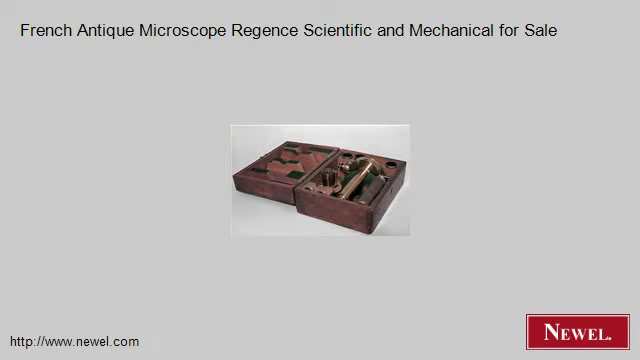 French Antique Microscope Regence Scientific and Mechanical for Sale
http://www.newel.com
NEWEL.